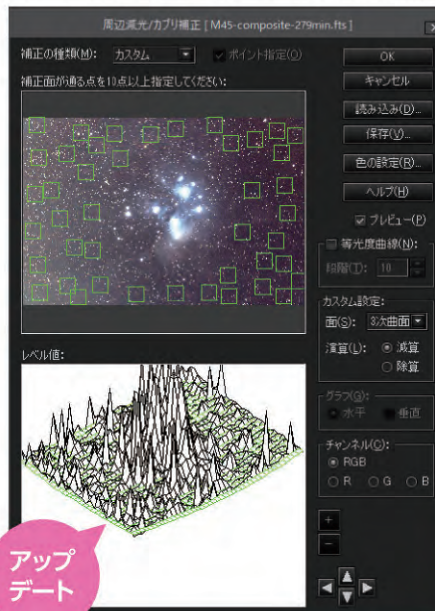 周辺減光/カブリ補正 [ M45-composite-279min.fts ]
補正の種類(M): カスタム ポイント指定(O)
補正面が通る点を10点以上指定してください:
OK
キャンセル
読み込み(D)...
保存(V)...
色の設定(R)...
ヘルプ(H)
プレビュー(P)
等光度曲線(N):
段階(T): 10
カスタム設定:
面(S): 3次曲面
演算(L): 減算
除算
レベル値:
グラフ(G):
水平 垂直
チャンネル(C):
RGB
R G B
+
-
アップ
デート